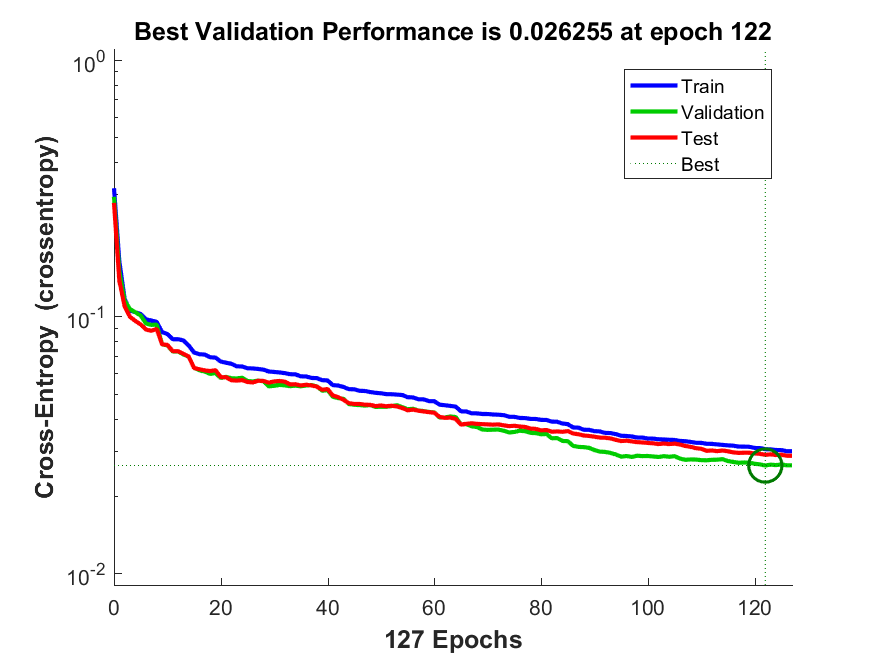 Best Validation Performance is 0.026255 at epoch 122
Cross-Entropy (crossentropy)
10^0
10^-1
10^-2
Train
Validation
Test
Best
0 20 40 60 80 100 120
127 Epochs